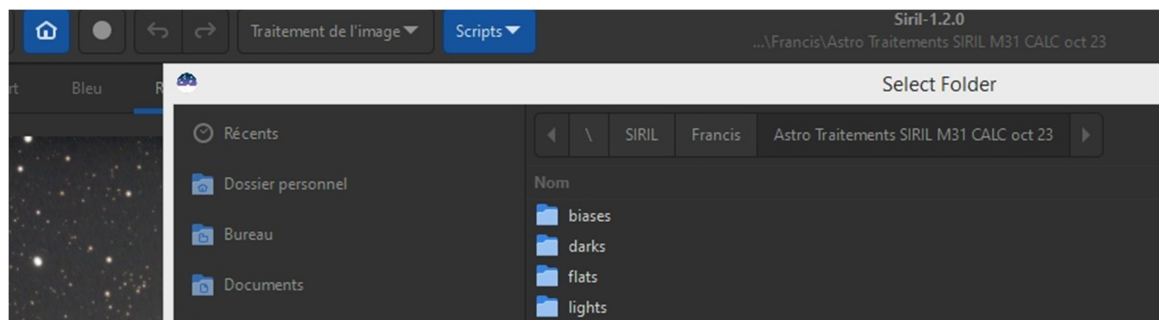 Traitement de l'image
Scripts
Siril-1.2.0
...\Francis\Astro Traitements SIRIL M31 CALC oct 23
Bleu
R
Select Folder
Récents
\
SIRIL
Francis
Astro Traitements SIRIL M31 CALC oct 23
Dossier personnel
Nom
biases
Bureau
darks
flats
Documents
lights